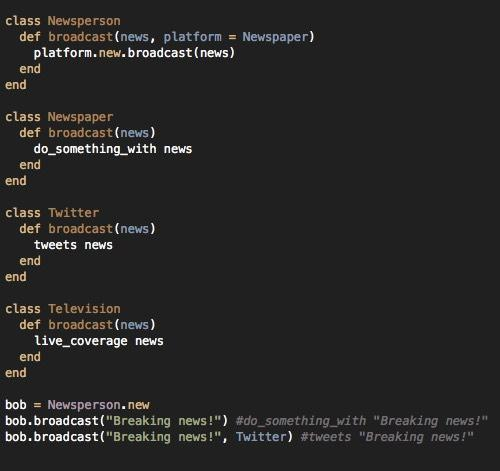 class Newsperson
  def broadcast(news, platform = Newspaper)
    platform.new.broadcast(news)
  end
end

class Newspaper
  def broadcast(news)
    do_something_with news
  end
end

class Twitter
  def broadcast(news)
    tweets news
  end
end

class Television
  def broadcast(news)
    live_coverage news
  end
end

bob = Newsperson.new
bob.broadcast("Breaking news!") #do_something_with "Breaking news!"
bob.broadcast("Breaking news!", Twitter) #tweets "Breaking news!"